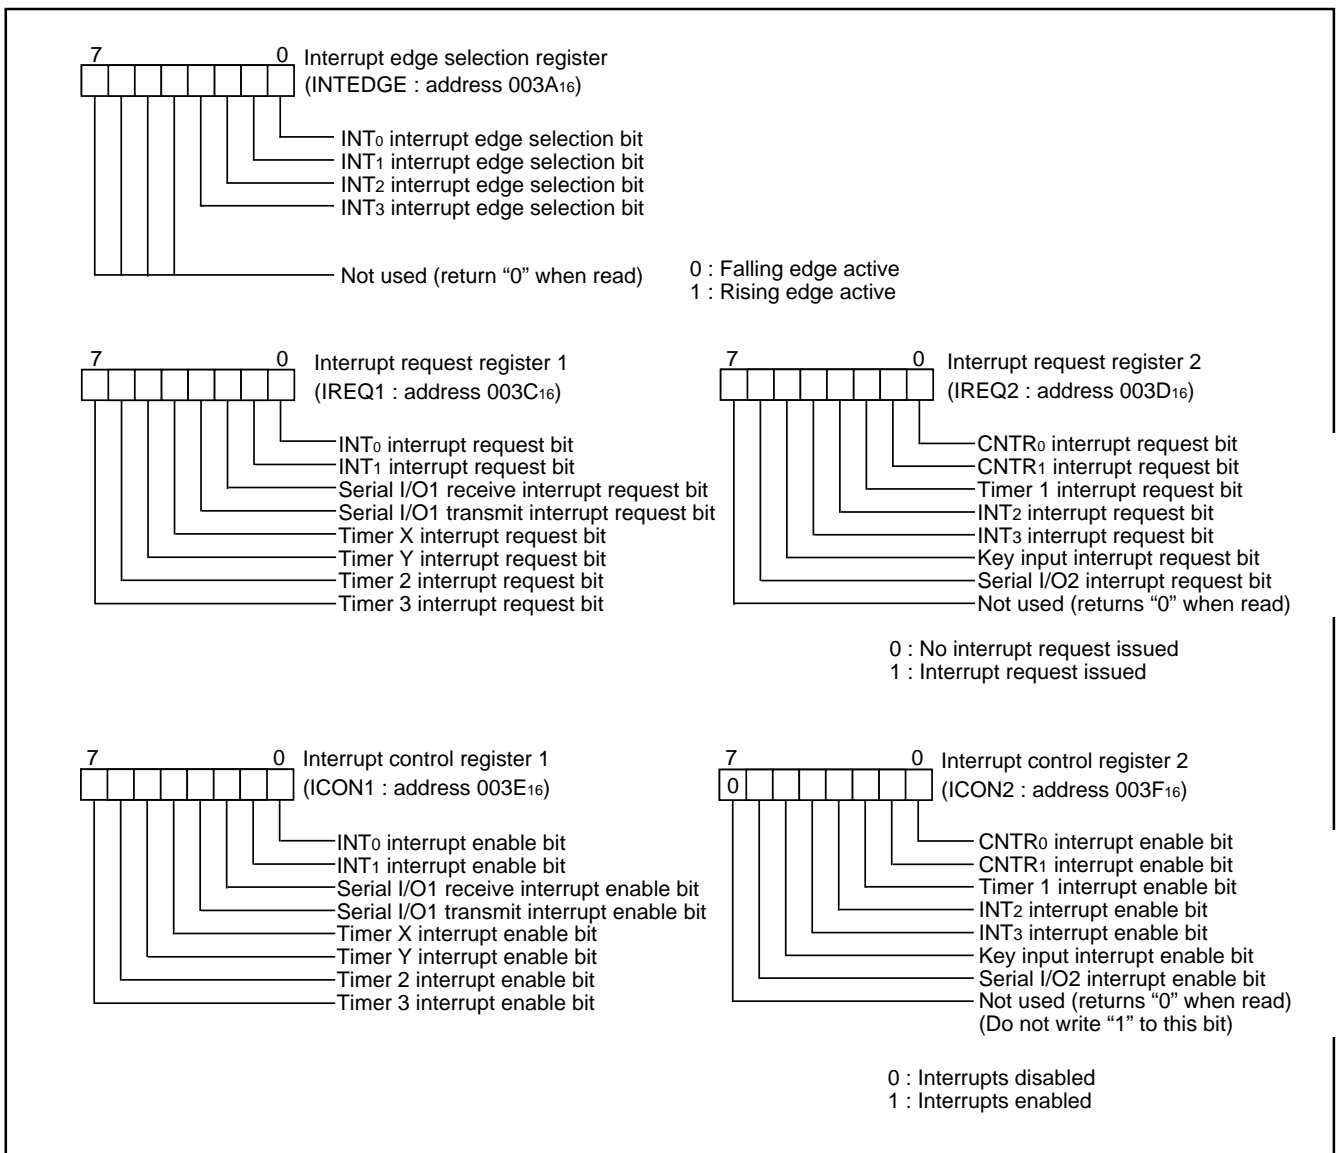 7 0 Interrupt edge selection register
(INTEDGE : address 003A16)
INT0 interrupt edge selection bit
INT1 interrupt edge selection bit
INT2 interrupt edge selection bit
INT3 interrupt edge selection bit
Not used (return “0” when read)
0 : Falling edge active
1 : Rising edge active
7 0 Interrupt request register 1
(IREQ1 : address 003C16)
INT0 interrupt request bit
INT1 interrupt request bit
Serial I/O1 receive interrupt request bit
Serial I/O1 transmit interrupt request bit
Timer X interrupt request bit
Timer Y interrupt request bit
Timer 2 interrupt request bit
Timer 3 interrupt request bit
7 0 Interrupt request register 2
(IREQ2 : address 003D16)
CNTR0 interrupt request bit
CNTR1 interrupt request bit
Timer 1 interrupt request bit
INT2 interrupt request bit
INT3 interrupt request bit
Key input interrupt request bit
Serial I/O2 interrupt request bit
Not used (returns “0” when read)
0 : No interrupt request issued
1 : Interrupt request issued
7 0 Interrupt control register 1
(ICON1 : address 003E16)
INT0 interrupt enable bit
INT1 interrupt enable bit
Serial I/O1 receive interrupt enable bit
Serial I/O1 transmit interrupt enable bit
Timer X interrupt enable bit
Timer Y interrupt enable bit
Timer 2 interrupt enable bit
Timer 3 interrupt enable bit
7 0 Interrupt control register 2
0 (ICON2 : address 003F16)
CNTR0 interrupt enable bit
CNTR1 interrupt enable bit
Timer 1 interrupt enable bit
INT2 interrupt enable bit
INT3 interrupt enable bit
Key input interrupt enable bit
Serial I/O2 interrupt enable bit
Not used (returns “0” when read)
(Do not write “1” to this bit)
0 : Interrupts disabled
1 : Interrupts enabled